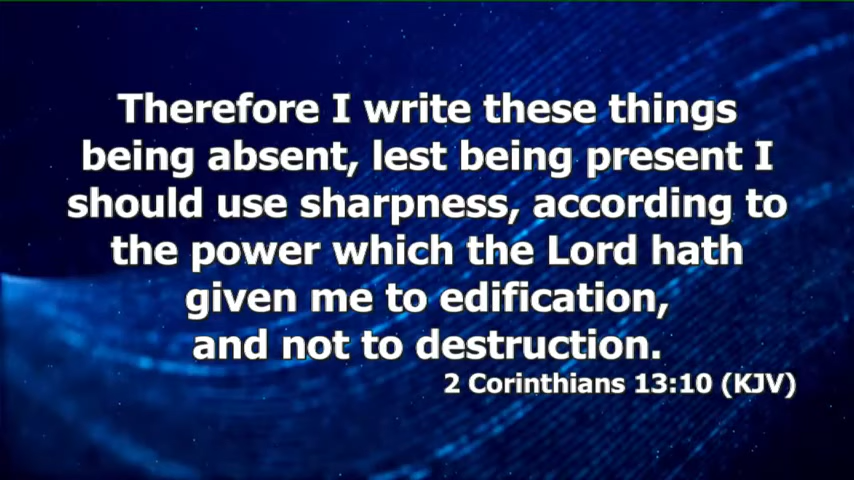 Therefore I write these things
being absent, lest being present I
should use sharpness, according to
the power which the Lord hath
given me to edification,
and not to destruction.
2 Corinthians 13:10 (KJV)